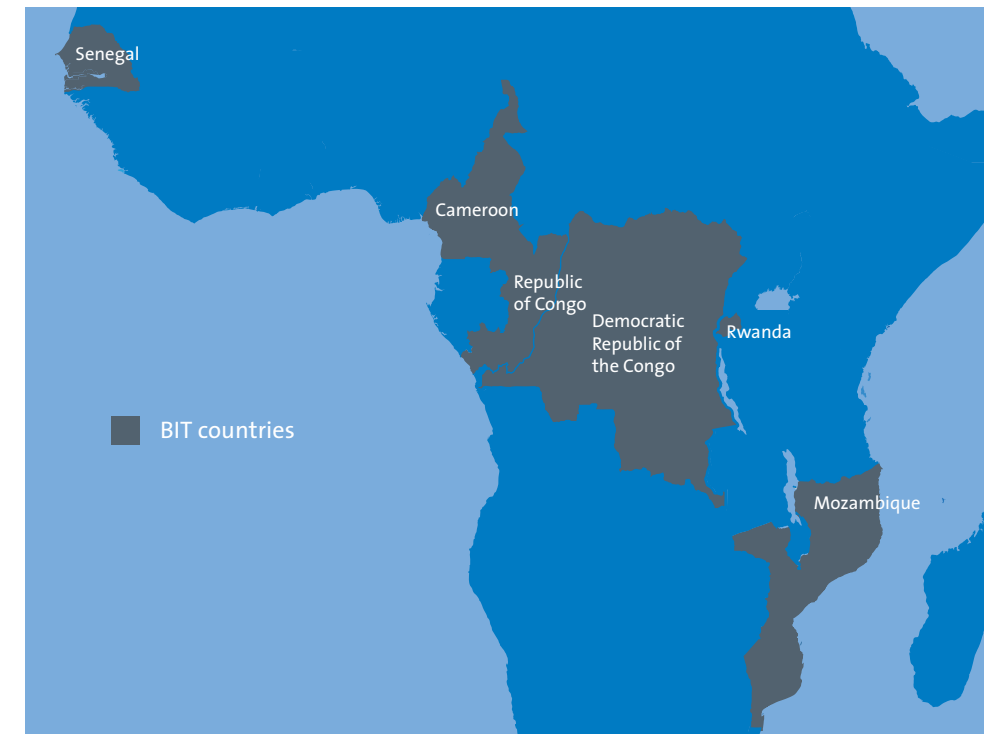 Senegal
Cameroon
Republic
of Congo
Democratic
Republic of
the Congo
Rwanda
BIT countries
Mozambique